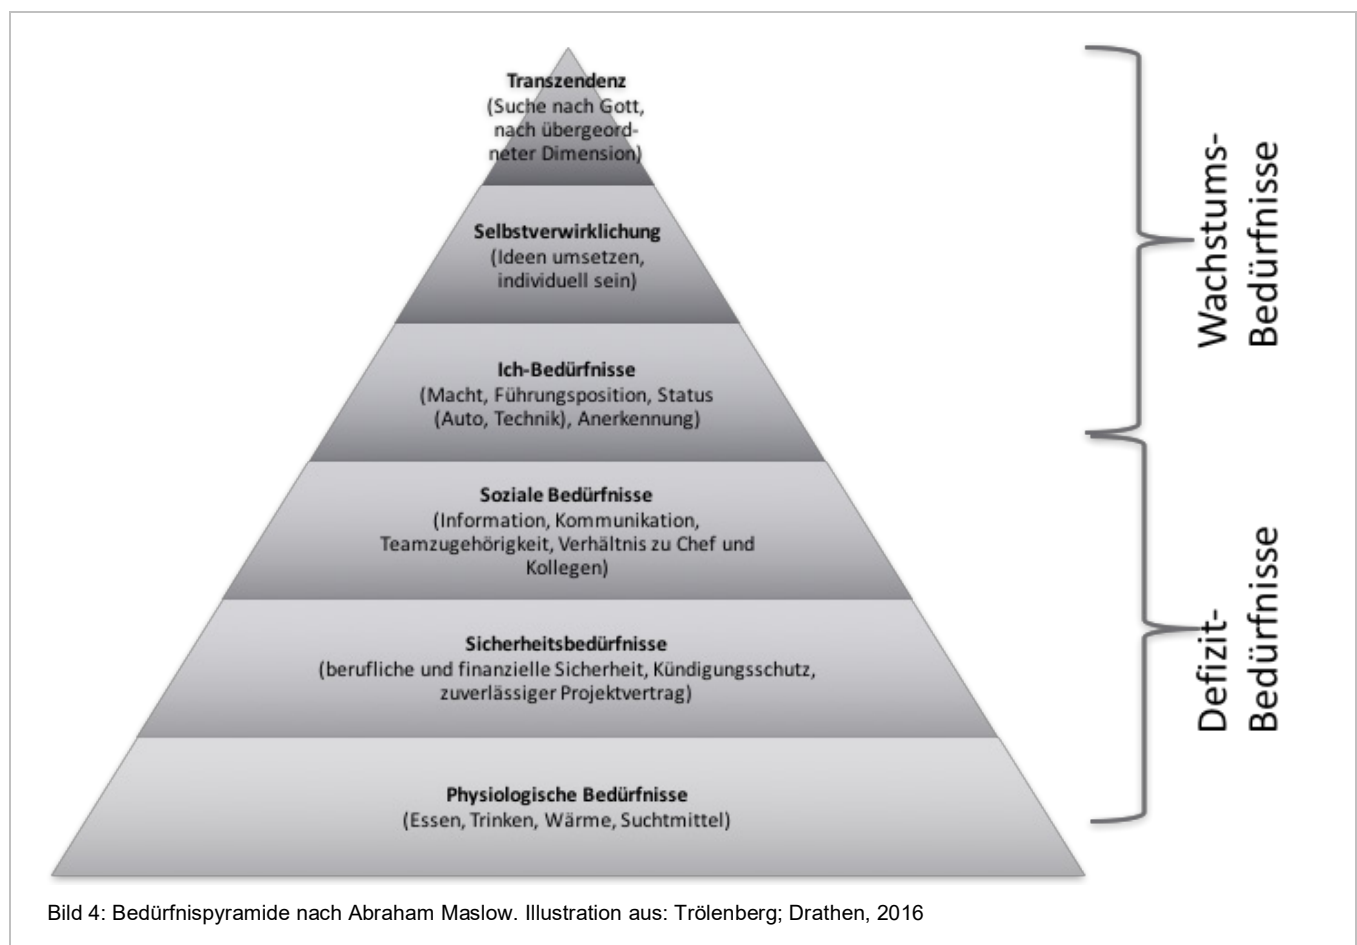 Transzendenz
(Suche nach Gott,
nach übergeord-
neter Dimension)
Selbstverwirklichung
(Ideen umsetzen,
individuell sein)
Ich-Bedürfnisse
(Macht, Führungsposition, Status
(Auto, Technik), Anerkennung)
Soziale Bedürfnisse
(Information, Kommunikation,
Teamzugehörigkeit, Verhältnis zu Chef und
Kollegen)
Sicherheitsbedürfnisse
(berufliche und finanzielle Sicherheit, Kündigungsschutz,
zuverlässiger Projektvertrag)
Physiologische Bedürfnisse
(Essen, Trinken, Wärme, Suchtmittel)
Wachstums-
Bedürfnisse
Defizit-
Bedürfnisse
Bild 4: Bedürfnispyramide nach Abraham Maslow. Illustration aus: Trölenberg; Drathen, 2016